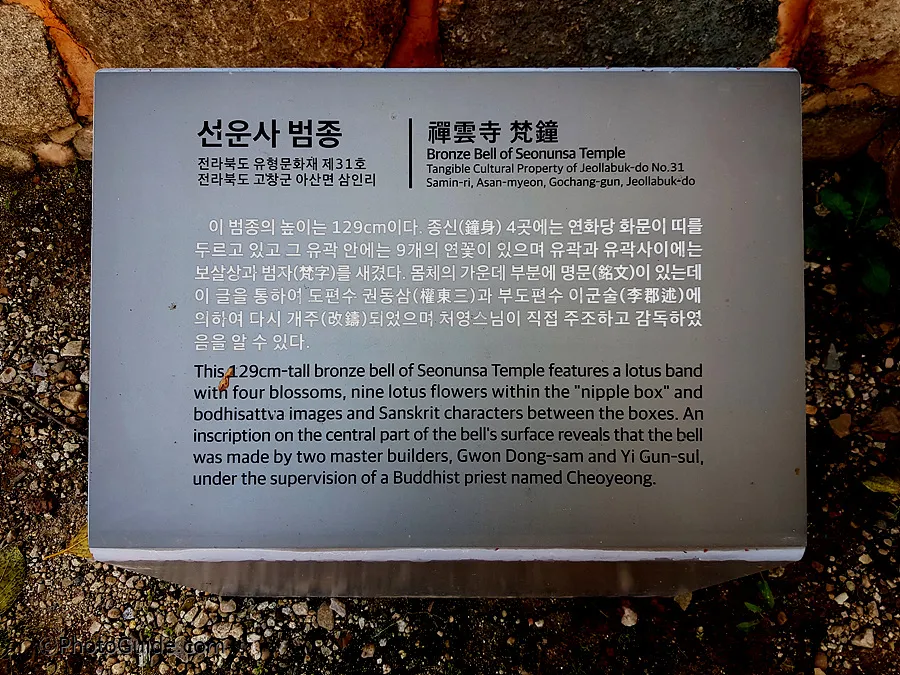 선운사 범종
전라북도 유형문화재 제31호
전라북도 고창군 아산면 삼인리
禪雲寺 梵鐘
Bronze Bell of Seonunsa Temple
Tangible Cultural Property of Jeollabuk-do No.31
Samin-ri, Asan-myeon, Gochang-gun, Jeollabuk-do
이 범종의 높이는 129cm이다. 종신(鐘身) 4곳에는 연화당 화문이 띠를
두르고 있고 그 유곽 안에는 9개의 연꽃이 있으며 유곽과 유곽사이에는
보살상과 범자(梵字)를 새겼다. 몸체의 가운데 부분에 명문(銘文)이 있는데
이 글을 통하여 도편수 권동삼(權東三)과 부도편수 이군술(李郡述)에
의하여 다시 개주(改鑄)되었으며 처영스님이 직접 주조하고 감독하였
음을 알 수 있다.
This 129cm-tall bronze bell of Seonunsa Temple features a lotus band
with four blossoms, nine lotus flowers within the "nipple box" and
bodhisattva images and Sanskrit characters between the boxes. An
inscription on the central part of the bell's surface reveals that the bell
was made by two master builders, Gwon Dong-sam and Yi Gun-sul,
under the supervision of a Buddhist priest named Cheoyeong.